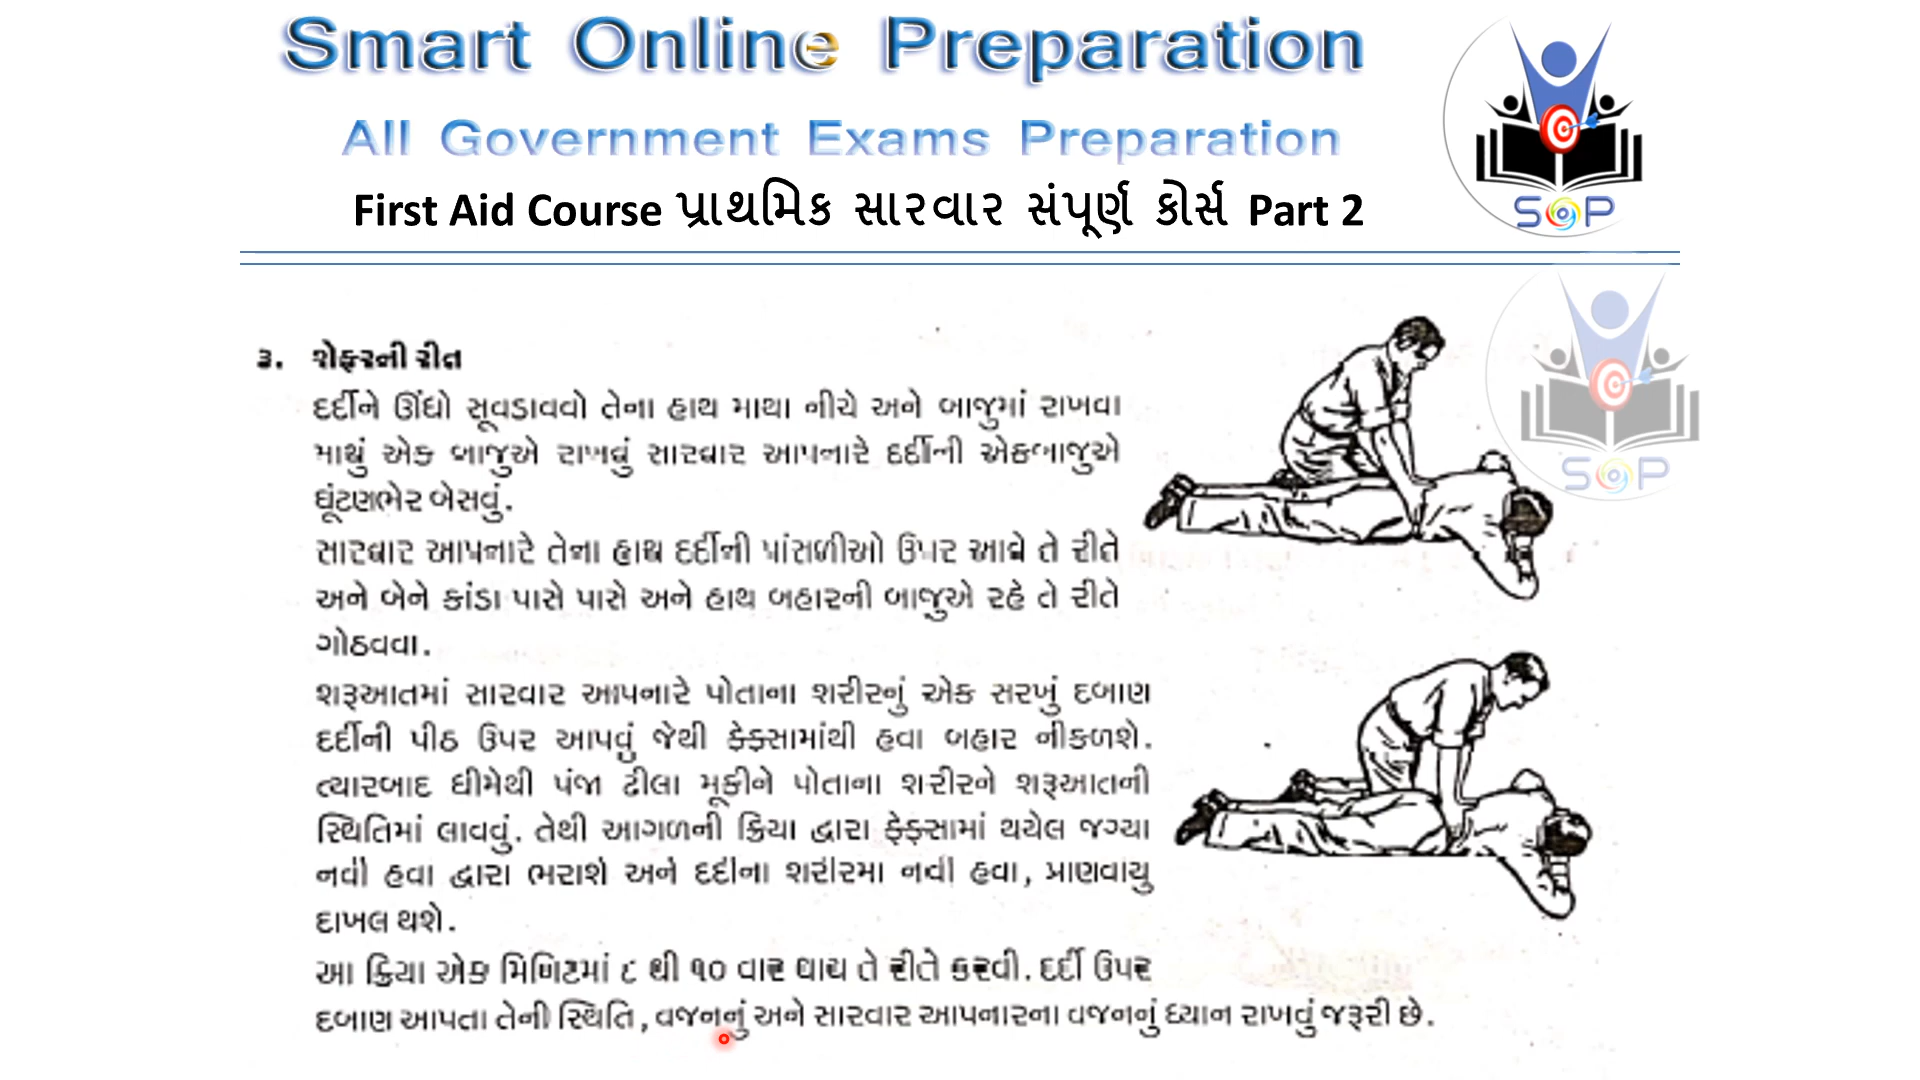 Smart Online Preparation
All Government Exams Preparation
First Aid Course પ્રાથમિક સારવાર સંપૂર્ણ કોર્સ Part 2
SOP
SOP
૩. શેફરની રીત
દર્દીને ઊંધો સૂવડાવવો તેના હાથ માથા નીચે અને બાજુમાં રાખવા
માથું એક બાજુએ રાખવું સારવાર આપનારે દર્દીની એકબાજુએ
ઘૂંટણભેર બેસવું.
સારવાર આપનારે તેના હાથ દર્દીની પાંસળીઓ ઉપર આવે તે રીતે
અને બેને કાંડા પાસે પાસે અને હાથ બહારની બાજુએ રહે તે રીતે
ગોઠવવા.
શરૂઆતમાં સારવાર આપનારે પોતાના શરીરનું એક સરખું દબાણ
દર્દીની પીઠ ઉપર આપવું જેથી ફેફસામાંથી હવા બહાર નીકળશે.
ત્યારબાદ ધીમેથી પંજા ઢીલા મૂકીને પોતાના શરીરને શરૂઆતની
સ્થિતિમાં લાવવું. તેથી આગળની ક્રિયા દ્વારા ફેફસામાં થયેલ જગ્યા
નવી હવા દ્વારા ભરાશે અને દર્દીના શરીરમા નવી હવા, પ્રાણવાયુ
દાખલ થશે.
આ ક્રિયા એક મિનિટમાં ૮ થી ૧૦ વાર થાય તે રીતે કરવી. દર્દી ઉપર
દબાણ આપતા તેની સ્થિતિ, વજનનું અને સારવાર આપનારના વજનનું ધ્યાન રાખવું જરૂરી છે.